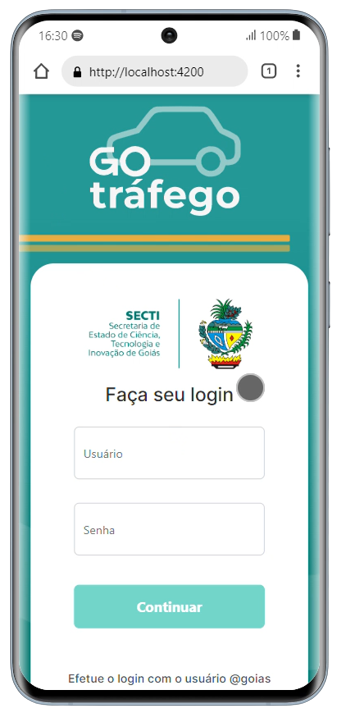 16:30
100%
http://localhost:4200
1
GO
tráfego
SECTI
Secretaria de
Estado de Ciência,
Tecnologia e
Inovação de Goiás
Faça seu login
Usuário
Senha
Continuar
Efetue o login com o usuário @goias